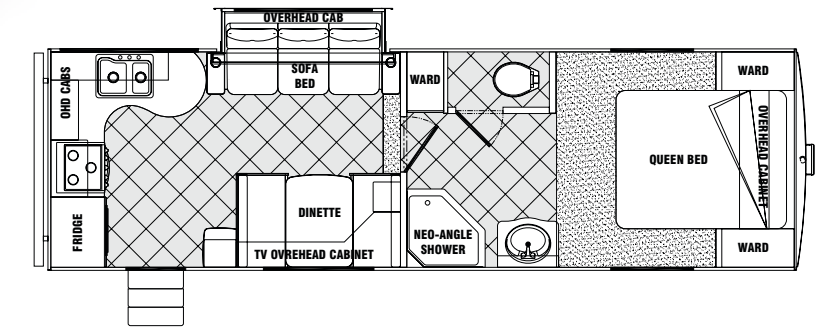 OVERHEAD CAB
SOFA
BED
OHD CABS
WARD
WARD
QUEEN BED
OVERHEAD CABINET
DINETTE
FRIDGE
NEO-ANGLE
SHOWER
TV OVREHEAD CABINET
WARD